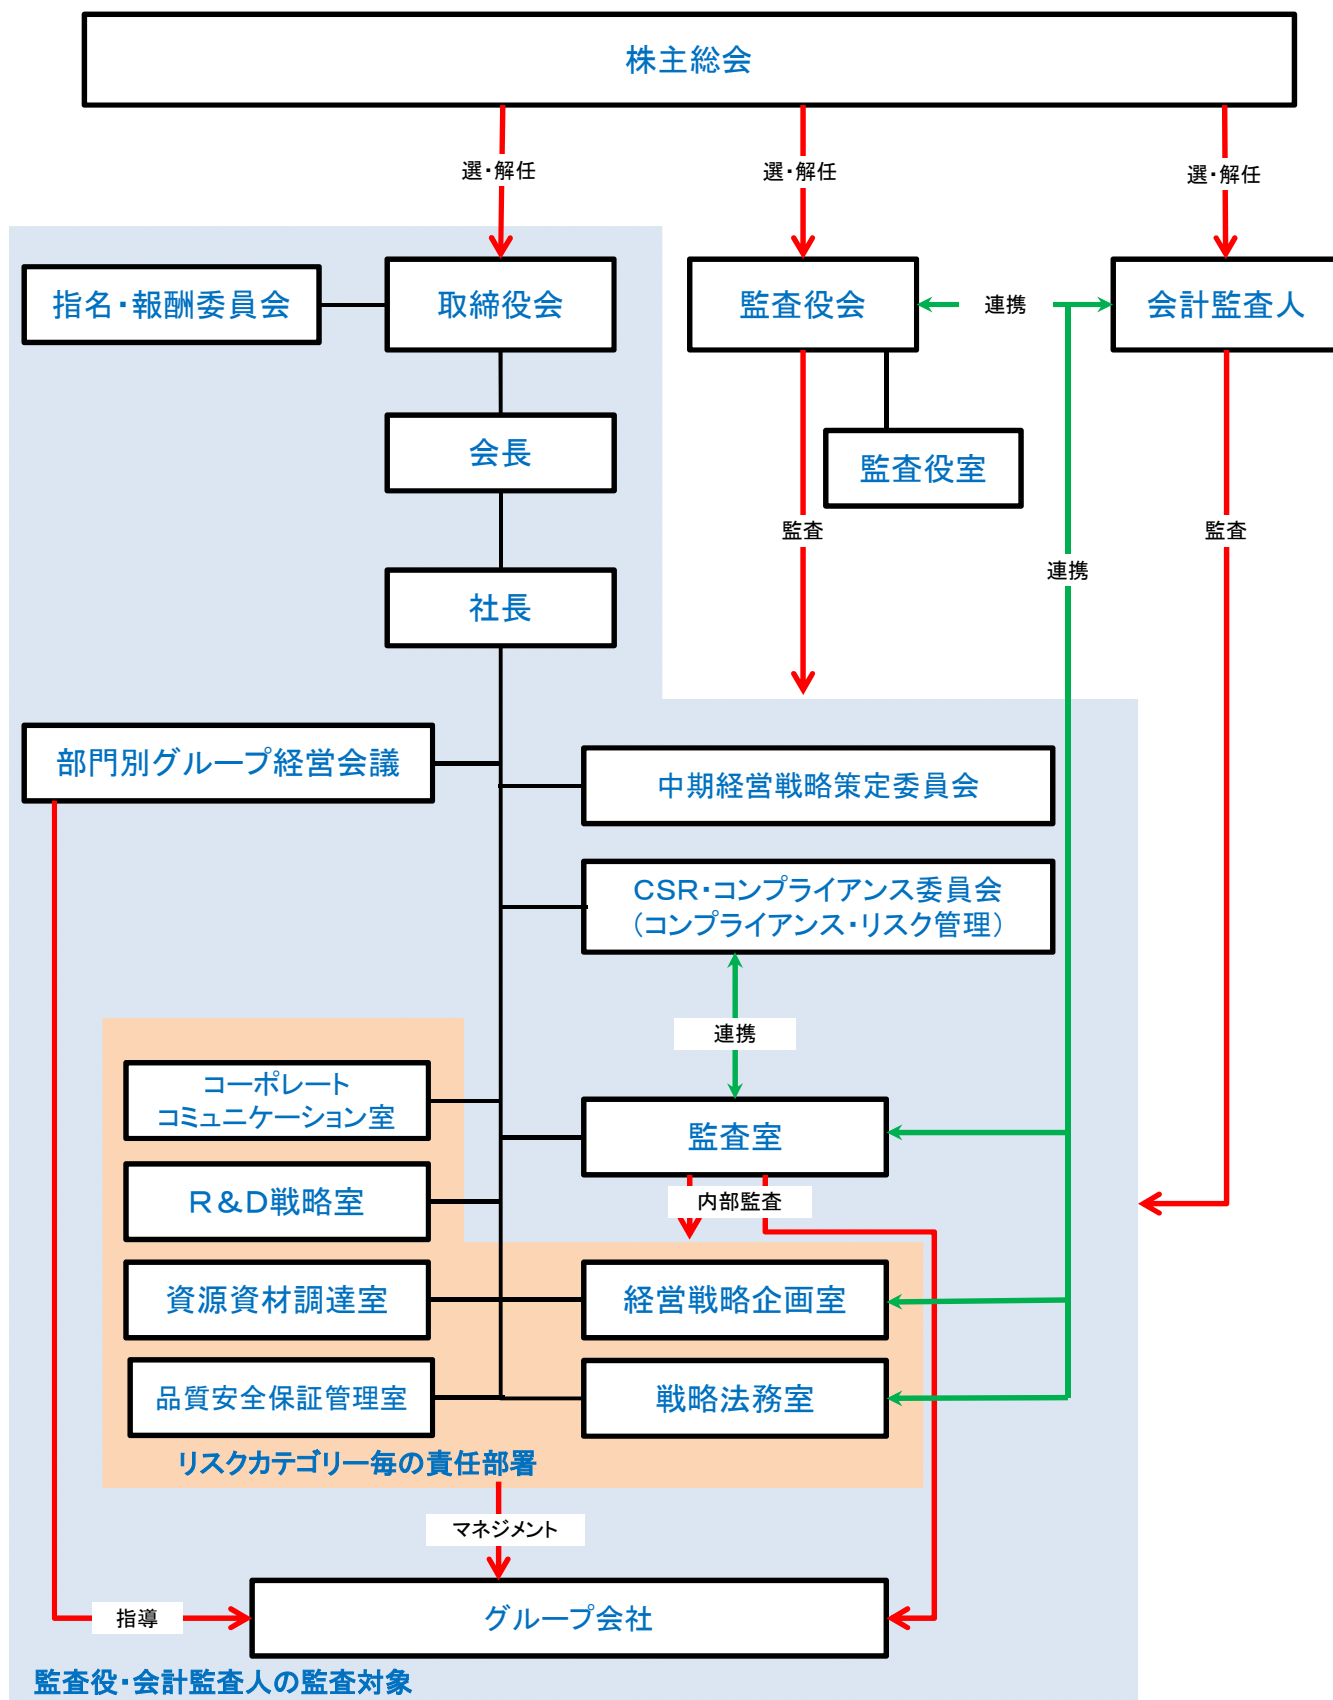 株主総会
選・解任
選・解任
選・解任
指名・報酬委員会
取締役会
監査役会
連携
会計監査人
会長
監査役室
監査
監査
連携
社長
部門別グループ経営会議
中期経営戦略策定委員会
CSR・コンプライアンス委員会
（コンプライアンス・リスク管理）
連携
コーポレート
コミュニケーション室
監査室
R&D戦略室
内部監査
資源資材調達室
経営戦略企画室
品質安全保証管理室
戦略法務室
リスクカテゴリー毎の責任部署
マネジメント
指導
グループ会社
監査役・会計監査人の監査対象